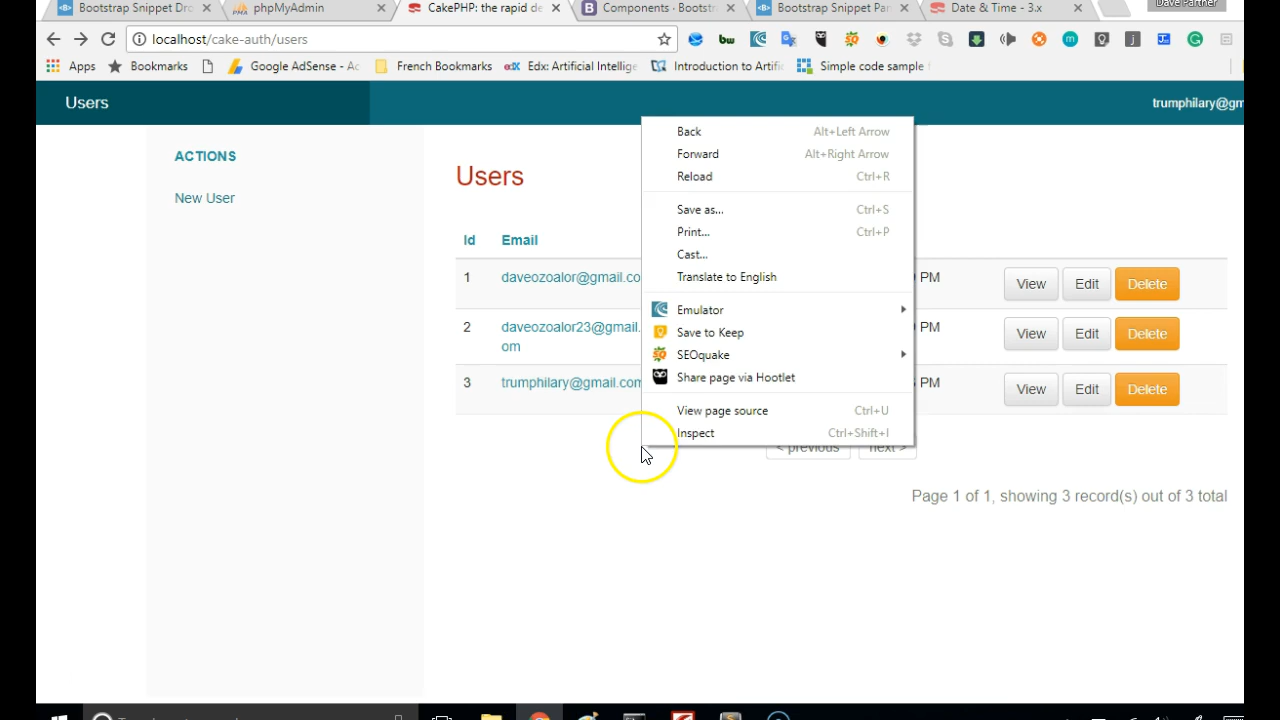 Bootstrap Snippet Dro
phpMyAdmin
CakePHP: the rapid de
Components · Bootstr
Bootstrap Snippet Pan
Date & Time - 3.x
Dave Partner
localhost/cake-auth/users
Apps
Bookmarks
Google AdSense - Ac
French Bookmarks
Edx: Artificial Intellige
Introduction to Artific
Simple code sample
Users
trumphilary@gm
ACTIONS
New User
Users
Id Email
1 daveozoalor@gmail.co PM View Edit Delete
2 daveozoalor23@gmail. PM View Edit Delete
om
3 trumphilary@gmail.com PM View Edit Delete
Back Alt+Left Arrow
Forward Alt+Right Arrow
Reload Ctrl+R
Save as... Ctrl+S
Print... Ctrl+P
Cast...
Translate to English
Emulator
Save to Keep
SEOquake
Share page via Hootlet
View page source Ctrl+U
Inspect Ctrl+Shift+I
< previous next >
Page 1 of 1, showing 3 record(s) out of 3 total